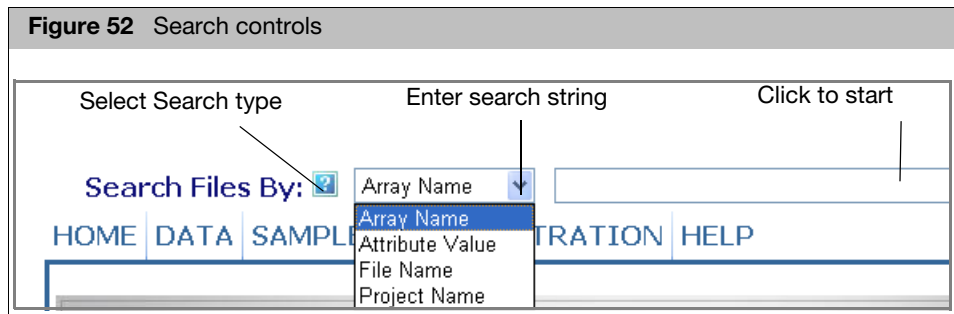 Figure 52 Search controls
Select Search type Enter search string Click to start
Search Files By: ? Array Name
Array Name
HOME DATA SAMPL TRATION HELP
Attribute Value
File Name
Project Name